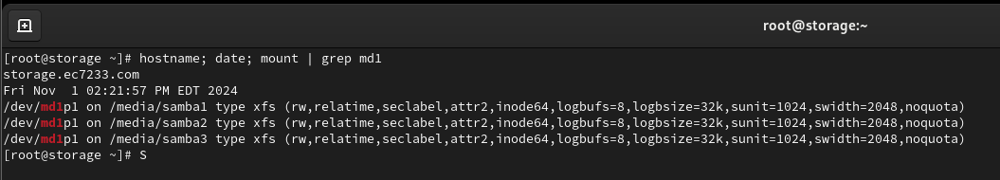 root@storage:~
[root@storage ~]# hostname; date; mount | grep md1
storage.ec7233.com
Fri Nov  1 02:21:57 PM EDT 2024
/dev/md1p1 on /media/samba1 type xfs (rw,relatime,seclabel,attr2,inode64,logbufs=8,logbsize=32k,sunit=1024,swidth=2048,noquota)
/dev/md1p1 on /media/samba2 type xfs (rw,relatime,seclabel,attr2,inode64,logbufs=8,logbsize=32k,sunit=1024,swidth=2048,noquota)
/dev/md1p1 on /media/samba3 type xfs (rw,relatime,seclabel,attr2,inode64,logbufs=8,logbsize=32k,sunit=1024,swidth=2048,noquota)
[root@storage ~]# S